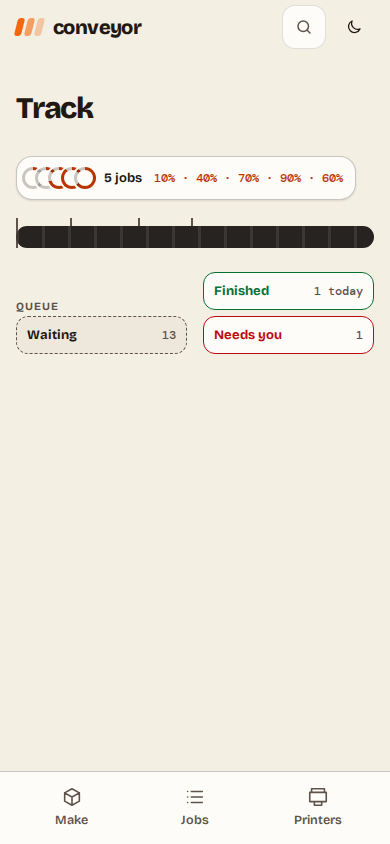 conveyor
Track
5 jobs 10% · 40% · 70% · 90% · 60%
QUEUE
Waiting 13
Finished 1 today
Needs you 1
Make
Jobs
Printers